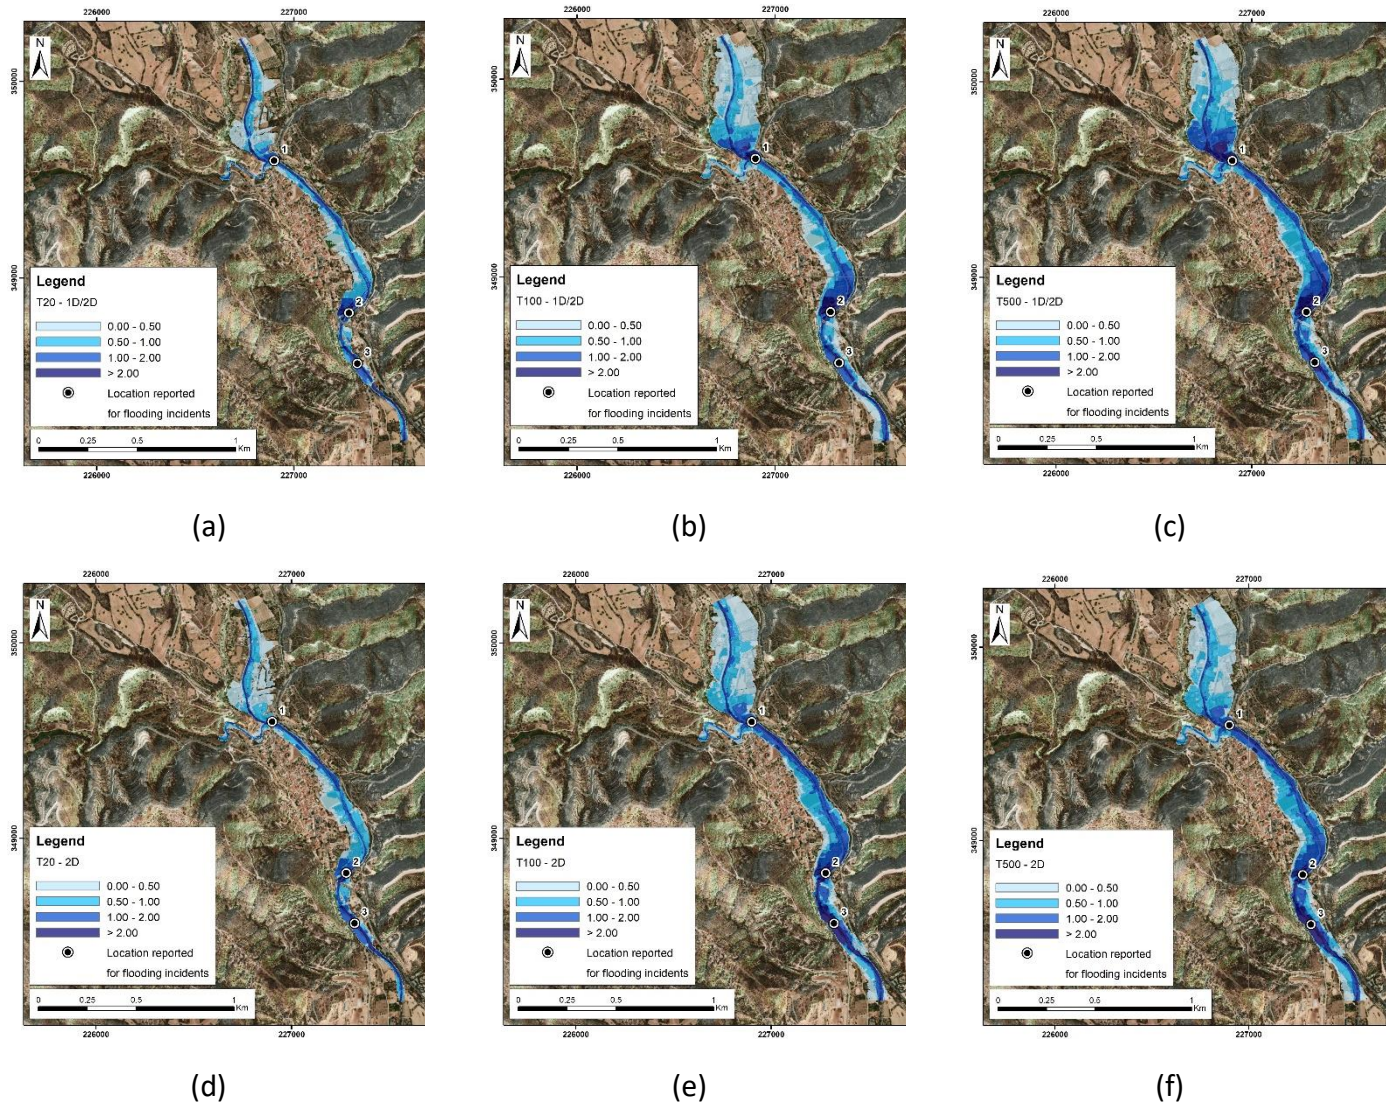 226000 227000
N
350000
349000
1
2
3
Legend
T20 - 1D/2D
0.00 - 0.50
0.50 - 1.00
1.00 - 2.00
> 2.00
Location reported
for flooding incidents
0 0.25 0.5 1
Km
226000 227000
(a)
226000 227000
N
350000
349000
1
2
3
Legend
T100 - 1D/2D
0.00 - 0.50
0.50 - 1.00
1.00 - 2.00
> 2.00
Location reported
for flooding incidents
0 0.25 0.5 1
Km
226000 227000
(b)
226000 227000
N
350000
349000
1
2
3
Legend
T500 - 1D/2D
0.00 - 0.50
0.50 - 1.00
1.00 - 2.00
> 2.00
Location reported
for flooding incidents
0 0.25 0.5 1
Km
226000 227000
(c)
226000 227000
N
350000
349000
1
2
3
Legend
T20 - 2D
0.00 - 0.50
0.50 - 1.00
1.00 - 2.00
> 2.00
Location reported
for flooding incidents
0 0.25 0.5 1
Km
226000 227000
(d)
226000 227000
N
350000
349000
1
2
3
Legend
T100 - 2D
0.00 - 0.50
0.50 - 1.00
1.00 - 2.00
> 2.00
Location reported
for flooding incidents
0 0.25 0.5 1
Km
226000 227000
(e)
226000 227000
N
350000
349000
1
2
3
Legend
T500 - 2D
0.00 - 0.50
0.50 - 1.00
1.00 - 2.00
> 2.00
Location reported
for flooding incidents
0 0.25 0.5 1
Km
226000 227000
(f)